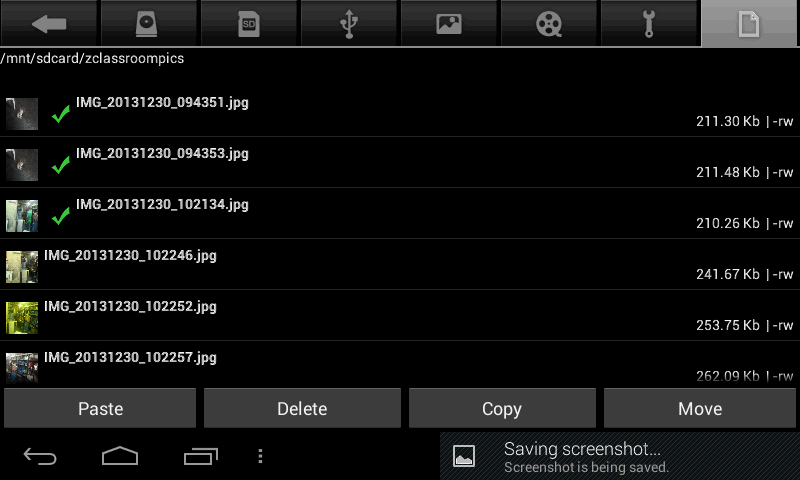 SD
/mnt/sdcard/zclassroompics
IMG_20131230_094351.jpg
211.30 Kb | -rw
IMG_20131230_094353.jpg
211.48 Kb | -rw
IMG_20131230_102134.jpg
210.26 Kb | -rw
IMG_20131230_102246.jpg
241.67 Kb | -rw
IMG_20131230_102252.jpg
253.75 Kb | -rw
IMG_20131230_102257.jpg
262.09 Kb | -rw
Paste
Delete
Copy
Move
Saving screenshot...
Screenshot is being saved.